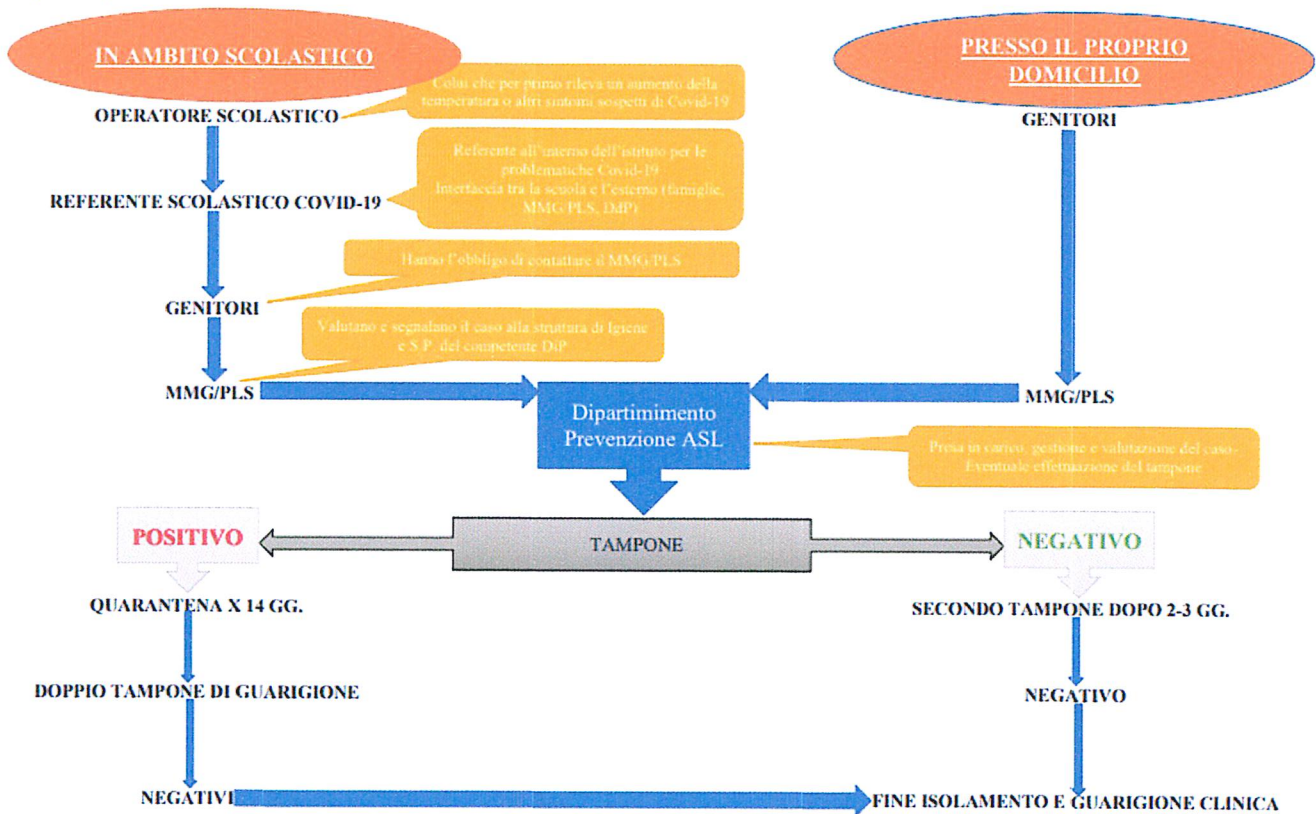 IN AMBITO SCOLASTICO
PRESSO IL PROPRIO
DOMICILIO
Colui che per primo rileva un aumento della
temperatura o altri sintomi sospetti di Covid-19
OPERATORE SCOLASTICO
GENITORI
Referente all'interno dell'istituto per le
problematiche Covid-19
Interfaccia tra la scuola e l'esterno (famiglie,
MMG/PLS, DdP)
REFERENTE SCOLASTICO COVID-19
Hanno l'obbligo di contattare il MMG/PLS
GENITORI
Valutano e segnalano il caso alla struttura di Igiene
e S.P. del competente DiP
MMG/PLS
MMG/PLS
Dipartimimento
Prevenzione ASL
Presa in carico, gestione e valutazione del caso-
Eventuale effettuazione del tampone
POSITIVO
TAMPONE
NEGATIVO
QUARANTENA X 14 GG.
SECONDO TAMPONE DOPO 2-3 GG.
DOPPIO TAMPONE DI GUARIGIONE
NEGATIVO
NEGATIVI
FINE ISOLAMENTO E GUARIGIONE CLINICA